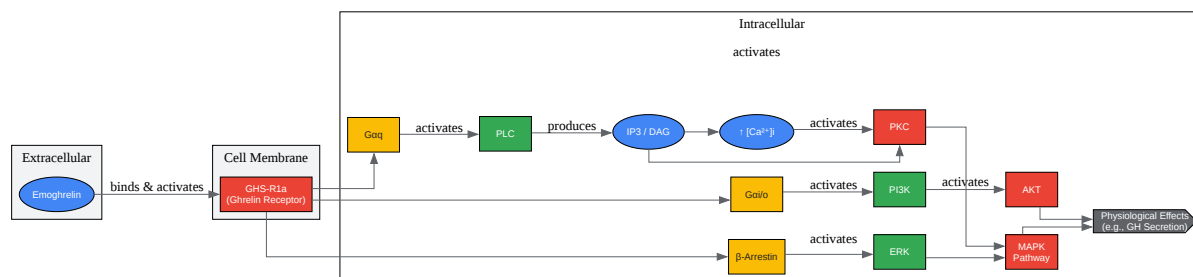 Intracellular
activates
Gαq
activates
PLC
produces
IP3 / DAG
↑ [Ca²⁺]i
activates
PKC
Extracellular
Emoghrelin
binds & activates
Cell Membrane
GHS-R1a
(Ghrelin Receptor)
Gαi/o
activates
PI3K
activates
AKT
β-Arrestin
activates
ERK
MAPK
Pathway
Physiological Effects
(e.g., GH Secretion)